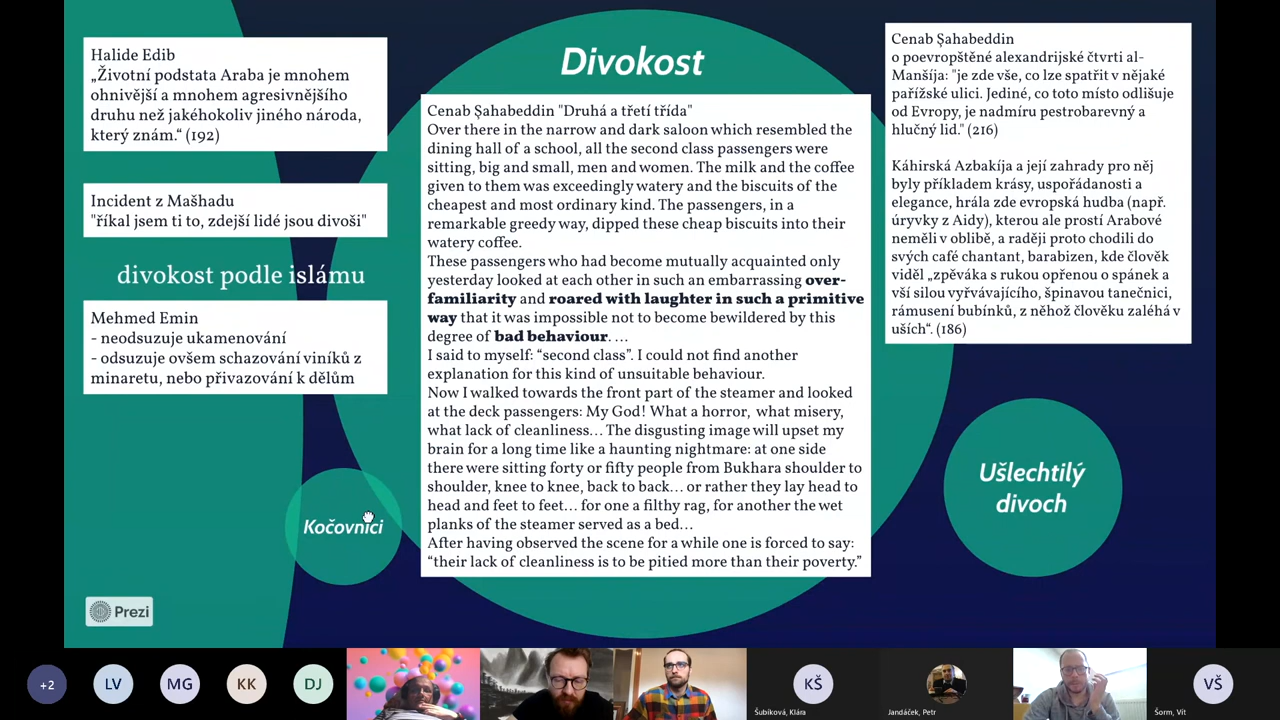 Divokost
Halide Edib
„Životní podstata Araba je mnohem
ohnivější a mnohem agresivnějšího
druhu než jakéhokoliv jiného národa,
který znám.“ (192)
Incident z Mašhadu
"říkal jsem ti to, zdejší lidé jsou divoši"
divokost podle islámu
Mehmed Emin
- neodsuzuje ukamenování
- odsuzuje ovšem schazování viníků z
minaretu, nebo přivazování k dělům
Kočovníci
Prezi
Cenab Şahabeddin "Druhá a třetí třída"
Over there in the narrow and dark saloon which resembled the
dining hall of a school, all the second class passengers were
sitting, big and small, men and women. The milk and the coffee
given to them was exceedingly watery and the biscuits of the
cheapest and most ordinary kind. The passengers, in a
remarkable greedy way, dipped these cheap biscuits into their
watery coffee.
These passengers who had become mutually acquainted only
yesterday looked at each other in such an embarrassing over-
familiarity and roared with laughter in such a primitive
way that it was impossible not to become bewildered by this
degree of bad behaviour. …
I said to myself: “second class”. I could not find another
explanation for this kind of unsuitable behaviour.
Now I walked towards the front part of the steamer and looked
at the deck passengers: My God! What a horror, what misery,
what lack of cleanliness… The disgusting image will upset my
brain for a long time like a haunting nightmare: at one side
there were sitting forty or fifty people from Bukhara shoulder to
shoulder, knee to knee, back to back… or rather they lay head to
head and feet to feet… for one a filthy rag, for another the wet
planks of the steamer served as a bed…
After having observed the scene for a while one is forced to say:
“their lack of cleanliness is to be pitied more than their poverty.”
Cenab Şahabeddin
o poevropštěné alexandrijské čtvrti al-
Manšíja: "je zde vše, co lze spatřit v nějaké
pařížské ulici. Jediné, co toto místo odlišuje
od Evropy, je nadmíru pestrobarevný a
hlučný lid." (216)
Káhirská Azbakíja a její zahrady pro něj
byly příkladem krásy, uspořádanosti a
elegance, hrála zde evropská hudba (např.
úryvky z Aidy), kterou ale prostí Arabové
neměli v oblibě, a raději proto chodili do
svých café chantant, barabizen, kde člověk
viděl „zpěváka s rukou opřenou o spánek a
vší silou vyřvávajícího, špinavou tanečnici,
rámusení bubínků, z něhož člověku zaléhá v
uších“. (186)
Ušlechtilý
divoch
+2
LV
MG
KK
DJ
KŠ
Šubíková, Klára
Jandáček, Petr
VŠ
Šorm, Vít